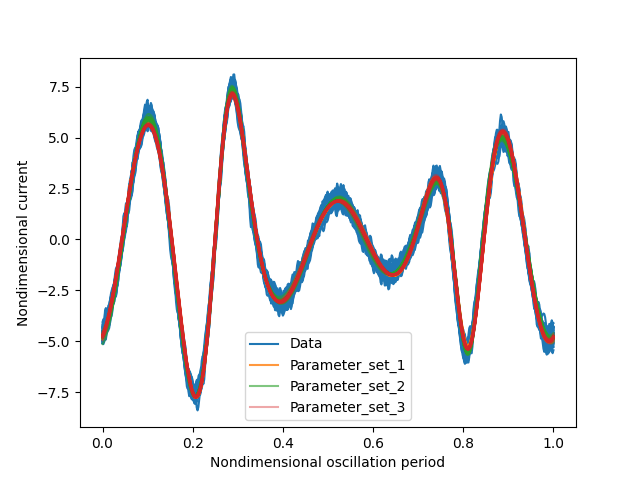 7.5
5.0
2.5
0.0
−2.5
−5.0
−7.5
Nondimensional current
Data
Parameter_set_1
Parameter_set_2
Parameter_set_3
0.0 0.2 0.4 0.6 0.8 1.0
Nondimensional oscillation period